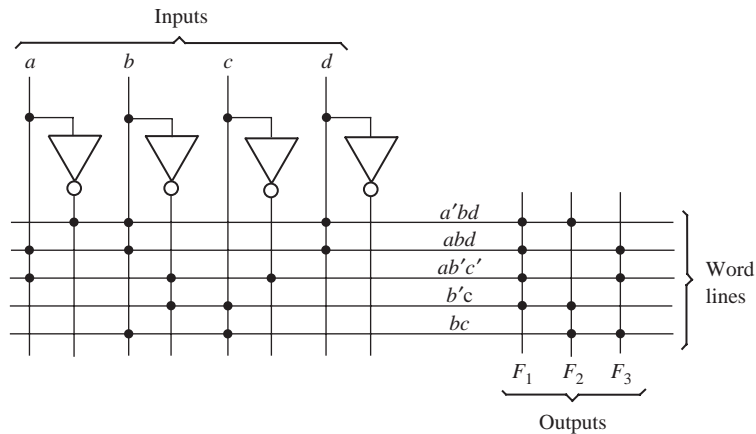 Inputs
a b c d
a′bd
abd
ab′c′
b′c
bc
Word
lines
F₁ F₂ F₃
Outputs